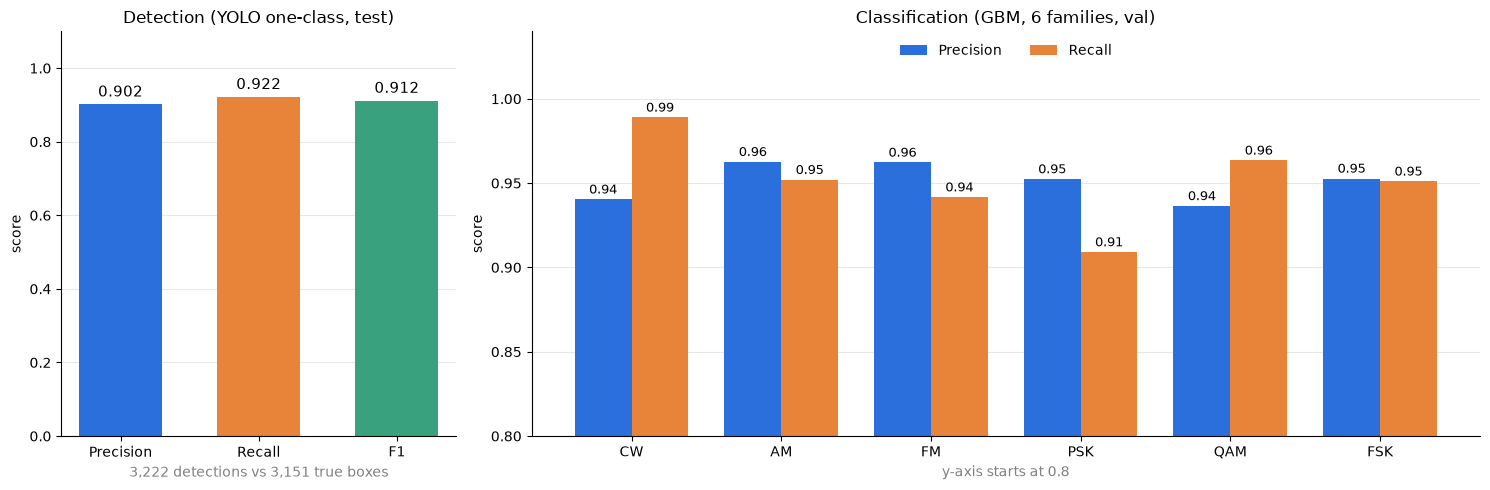 Detection (YOLO one-class, test)
1.0
0.8
0.6
0.4
0.2
0.0
score
0.902
0.922
0.912
Precision
Recall
F1
3,222 detections vs 3,151 true boxes
Classification (GBM, 6 families, val)
Precision
Recall
1.00
0.95
0.90
0.85
0.80
score
0.94
0.99
0.96
0.95
0.96
0.94
0.95
0.91
0.94
0.96
0.95
0.95
CW
AM
FM
PSK
QAM
FSK
y-axis starts at 0.8